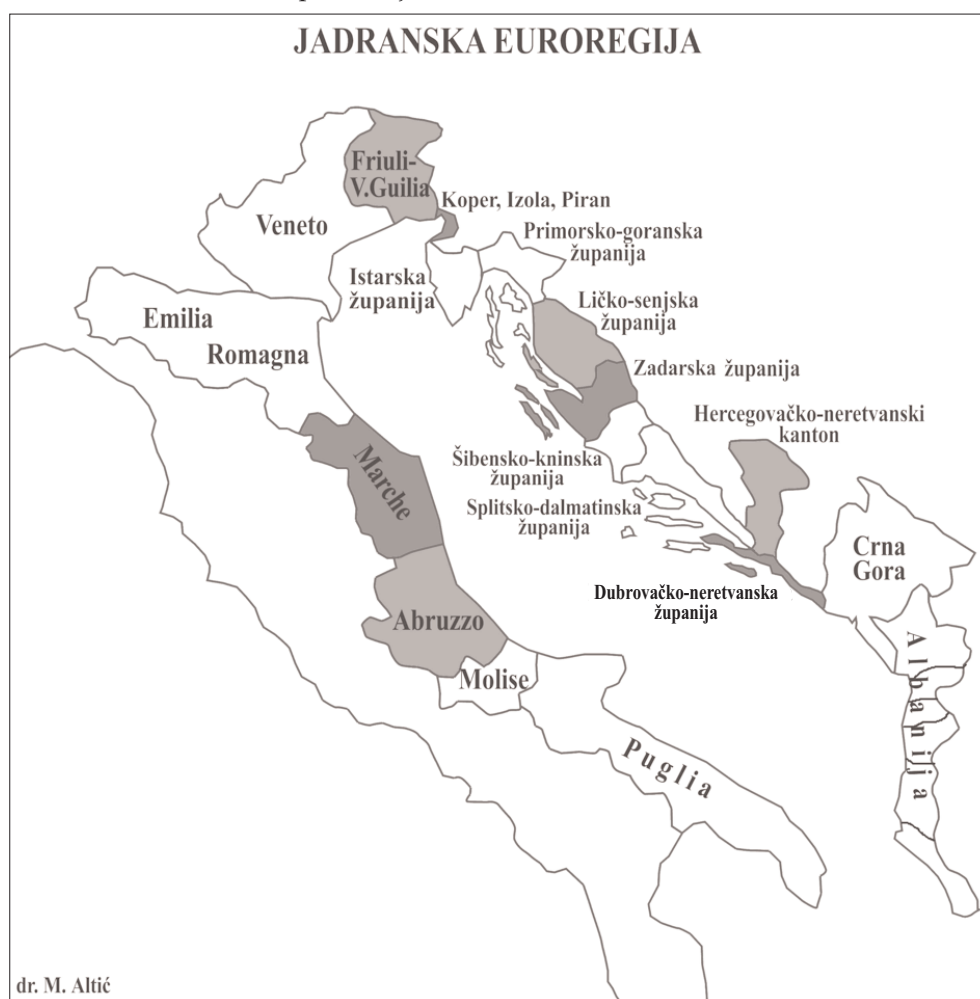 JADRANSKA EUROREGIJA
Friuli-
V.Guilia
Koper, Izola, Piran
Veneto
Primorsko-goranska
županija
Istarska
županija
Ličko-senjska
županija
Emilia
Romagna
Zadarska županija
Hercegovačko-neretvanski
kanton
Marche
Šibensko-kninska
županija
Splitsko-dalmatinska
županija
Crna
Gora
Dubrovačko-neretvanska
županija
Abruzzo
Albanija
Molise
Puglia
dr. M. Altić